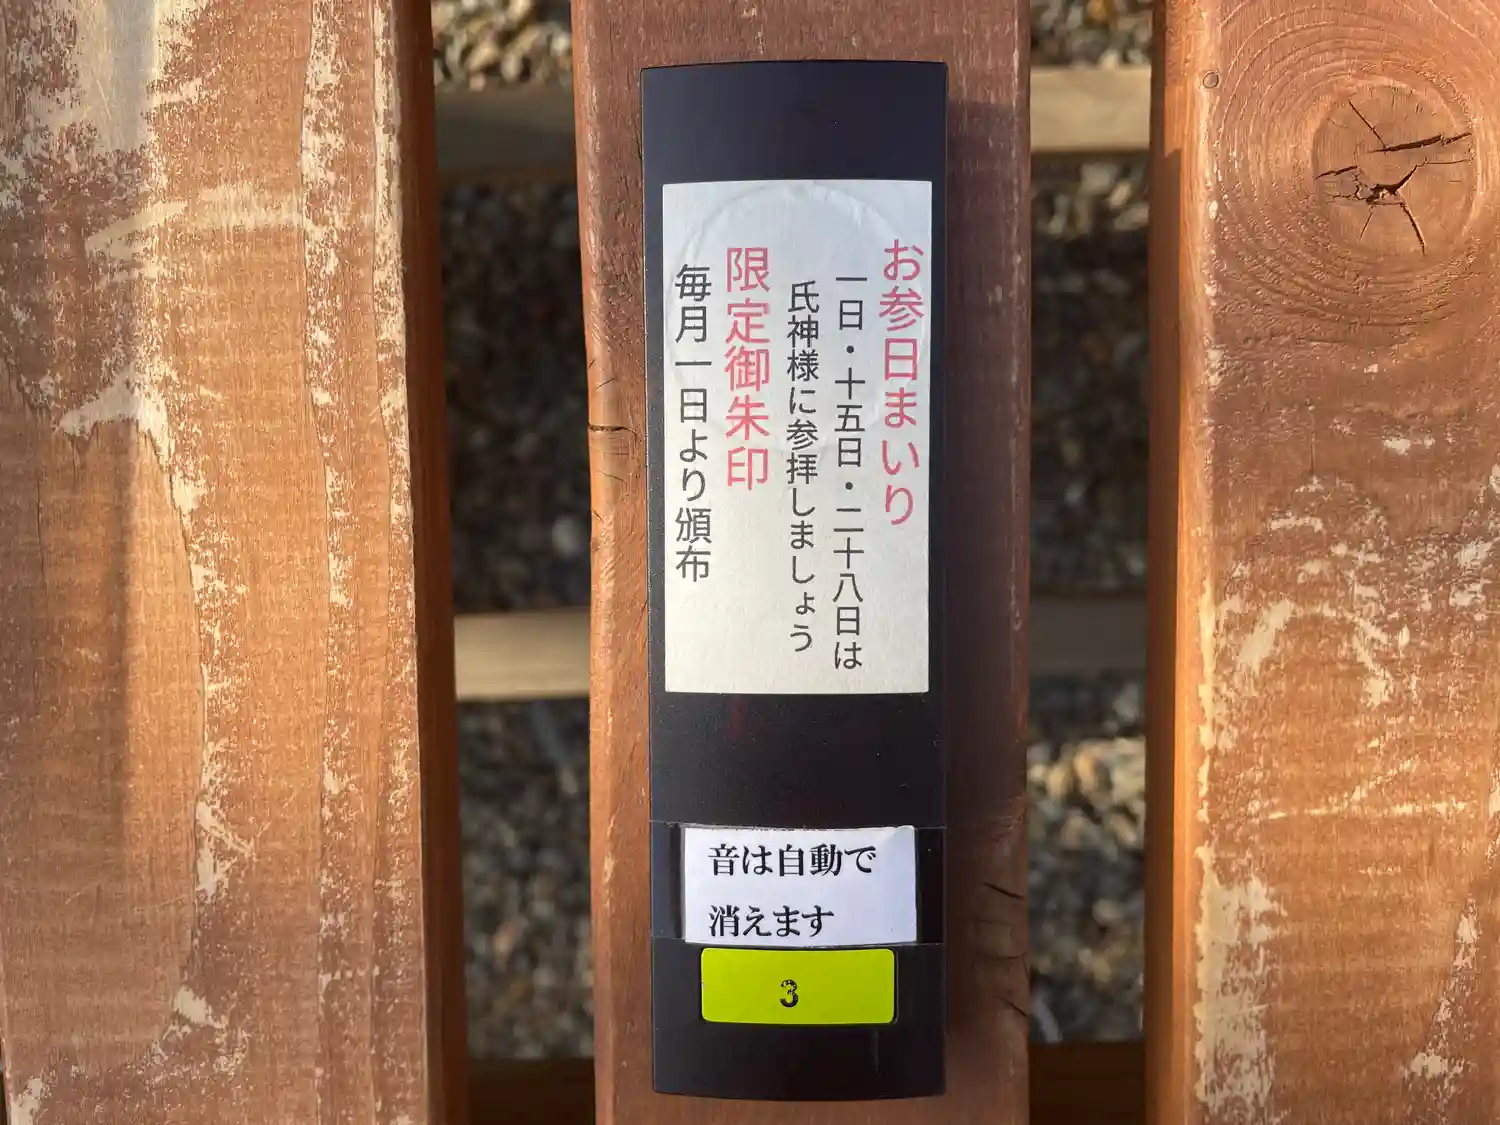 お参日まいり
一日・十五日・二十八日は
氏神様に参拝しましょう
限定御朱印
毎月一日より頒布
音は自動で
消えます
3